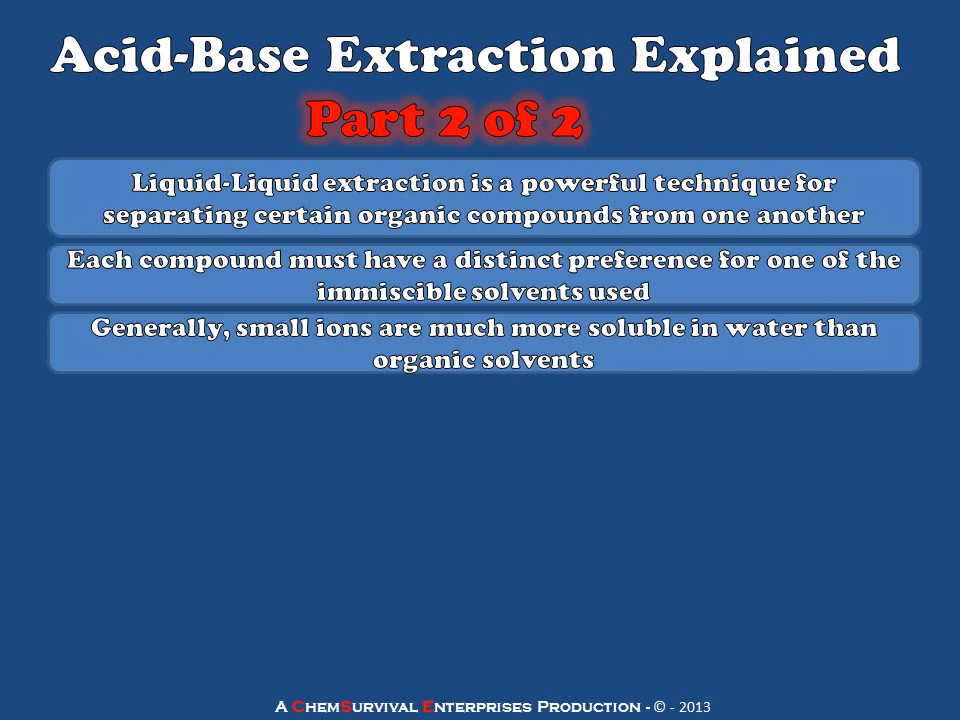 Acid-Base Extraction Explained
Part 2 of 2
Liquid-Liquid extraction is a powerful technique for
separating certain organic compounds from one another
Each compound must have a distinct preference for one of the
immiscible solvents used
Generally, small ions are much more soluble in water than
organic solvents
A ChemSurvival Enterprises Production - © - 2013